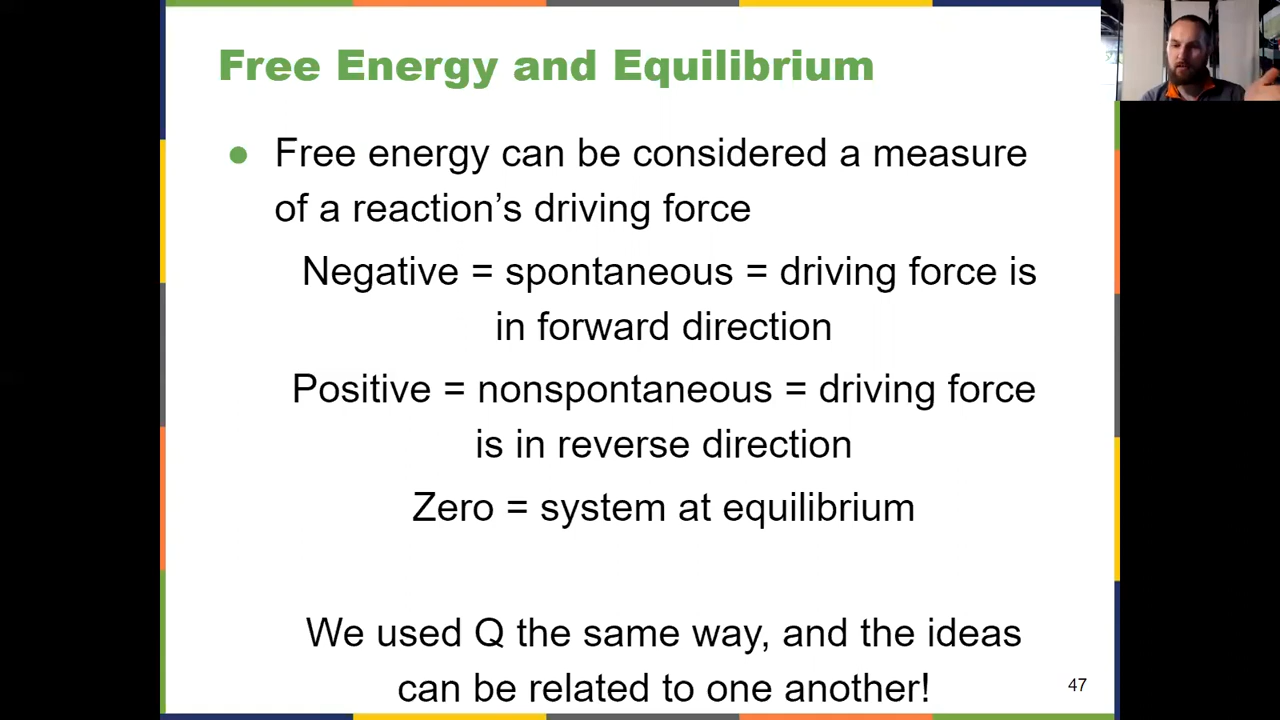 Free Energy and Equilibrium
● Free energy can be considered a measure
of a reaction’s driving force
Negative = spontaneous = driving force is
in forward direction
Positive = nonspontaneous = driving force
is in reverse direction
Zero = system at equilibrium
We used Q the same way, and the ideas
can be related to one another!
47